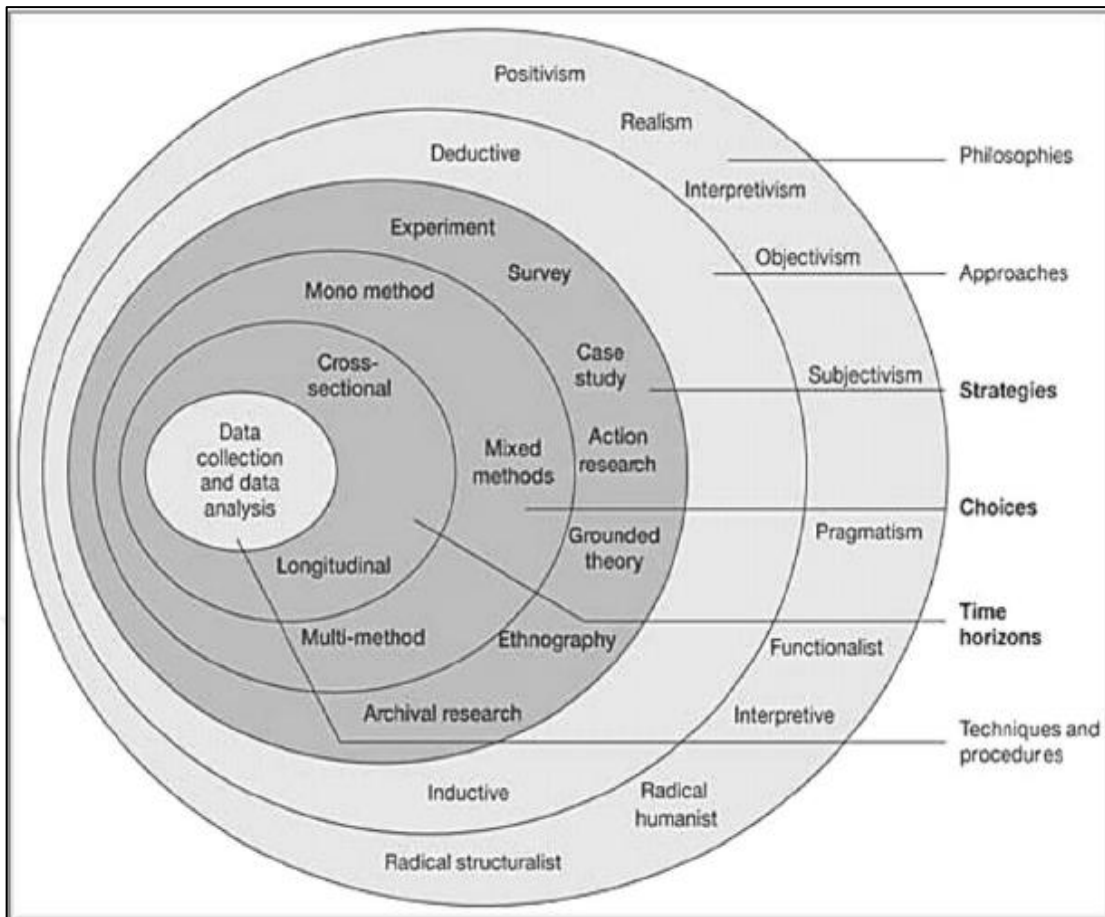 Positivism
Realism
Philosophies
Deductive
Interpretivism
Experiment
Objectivism
Approaches
Survey
Mono method
Case
study
Cross-
sectional
Subjectivism
Strategies
Data
collection
and data
analysis
Mixed
methods
Action
research
Choices
Pragmatism
Grounded
theory
Longitudinal
Time
horizons
Multi-method
Ethnography
Functionalist
Archival research
Interpretive
Techniques and
procedures
Inductive
Radical
humanist
Radical structuralist